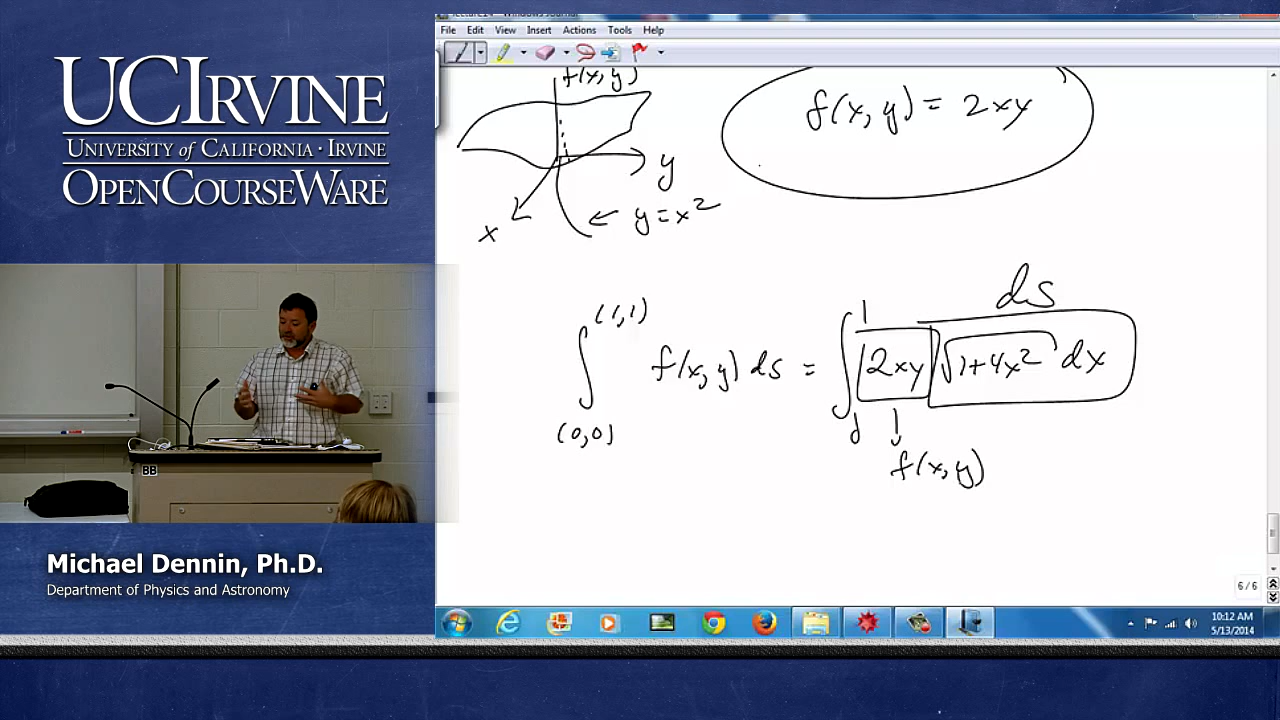 UCIRVINE
UNIVERSITY of CALIFORNIA · IRVINE
OPENCOURSEWARE
BB
Michael Dennin, Ph.D.
Department of Physics and Astronomy
File Edit View Insert Actions Tools Help
f(x,y)
f(x,y) = 2xy
y
x
← y=x²
ds
∫ (0,0) (1,1) f(x,y) ds = ∫ 0 1 2xy √1+4x² dx
↓
f(x,y)
6 / 6
10:12 AM
5/13/2014